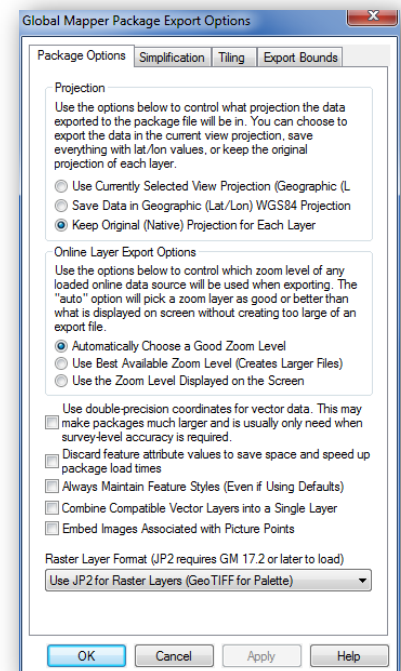 Global Mapper Package Export Options
Package Options Simplification Tiling Export Bounds
Projection
Use the options below to control what projection the data
exported to the package file will be in. You can choose to
export the data in the current view projection, save
everything with lat/lon values, or keep the original
projection of each layer.
Use Currently Selected View Projection (Geographic (L
Save Data in Geographic (Lat/Lon) WGS84 Projection
Keep Original (Native) Projection for Each Layer
Online Layer Export Options
Use the options below to control which zoom level of any
loaded online data source will be used when exporting. The
"auto" option will pick a zoom layer as good or better than
what is displayed on screen without creating too large of an
export file.
Automatically Choose a Good Zoom Level
Use Best Available Zoom Level (Creates Larger Files)
Use the Zoom Level Displayed on the Screen
Use double-precision coordinates for vector data. This may
make packages much larger and is usually only need when
survey-level accuracy is required.
Discard feature attribute values to save space and speed up
package load times
Always Maintain Feature Styles (Even if Using Defaults)
Combine Compatible Vector Layers into a Single Layer
Embed Images Associated with Picture Points
Raster Layer Format (JP2 requires GM 17.2 or later to load)
Use JP2 for Raster Layers (GeoTIFF for Palette)
OK Cancel Apply Help